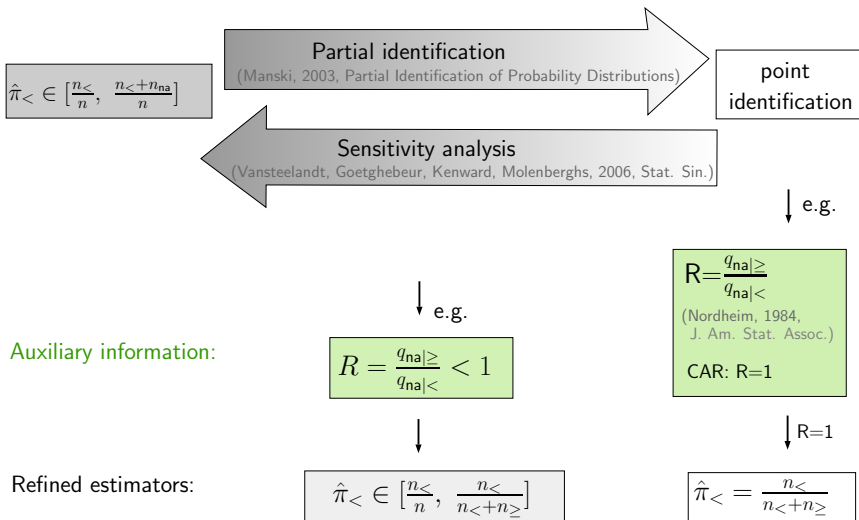 Partial identification
(Manski, 2003, Partial Identification of Probability Distributions)
π̂_< ∈ [n_</n, (n_<+n_na)/n]
point
identification
Sensitivity analysis
(Vansteelandt, Goetghebeur, Kenward, Molenberghs, 2006, Stat. Sin.)
e.g.
R=q_na|≥/q_na|<
(Nordheim, 1984,
J. Am. Stat. Assoc.)
CAR: R=1
e.g.
Auxiliary information:
R = q_na|≥/q_na|< < 1
R=1
Refined estimators:
π̂_< ∈ [n_</n, n_</(n_<+n_≥)]
π̂_< = n_</(n_<+n_≥)